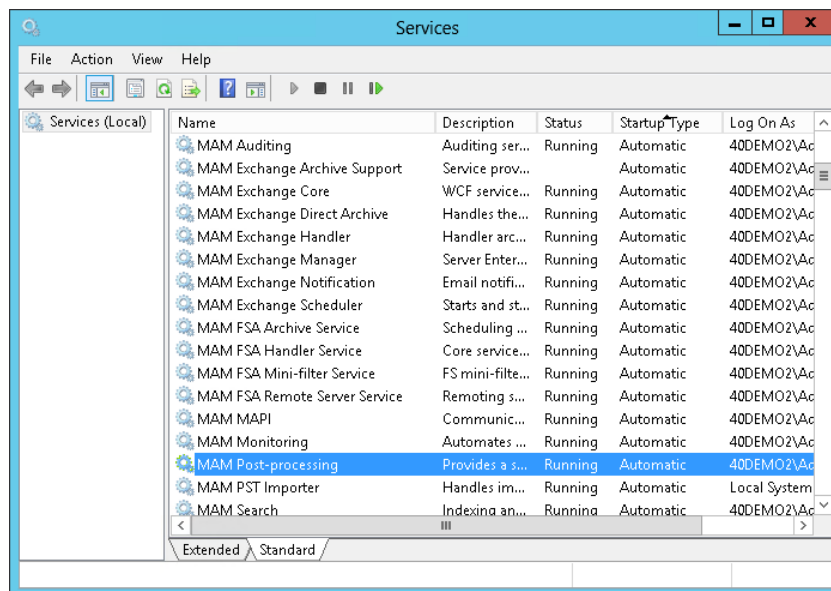 Services
File Action View Help
Services (Local)
Name Description Status Startup Type Log On As
MAM Auditing Auditing ser... Running Automatic 40DEMO2\Ac
MAM Exchange Archive Support Service prov... Automatic 40DEMO2\Ac
MAM Exchange Core WCF service... Running Automatic 40DEMO2\Ac
MAM Exchange Direct Archive Handles the... Running Automatic 40DEMO2\Ac
MAM Exchange Handler Handler arc... Running Automatic 40DEMO2\Ac
MAM Exchange Manager Server Enter... Running Automatic 40DEMO2\Ac
MAM Exchange Notification Email notifi... Running Automatic 40DEMO2\Ac
MAM Exchange Scheduler Starts and st... Running Automatic 40DEMO2\Ac
MAM FSA Archive Service Scheduling ... Running Automatic 40DEMO2\Ac
MAM FSA Handler Service Core service... Running Automatic 40DEMO2\Ac
MAM FSA Mini-filter Service FS mini-filte... Running Automatic 40DEMO2\Ac
MAM FSA Remote Server Service Remoting s... Running Automatic 40DEMO2\Ac
MAM MAPI Communic... Running Automatic 40DEMO2\Ac
MAM Monitoring Automates ... Running Automatic 40DEMO2\Ac
MAM Post-processing Provides a s... Running Automatic 40DEMO2\Ac
MAM PST Importer Handles im... Running Automatic Local System
MAM Search Indexing an... Running Automatic 40DEMO2\Ac
Extended Standard